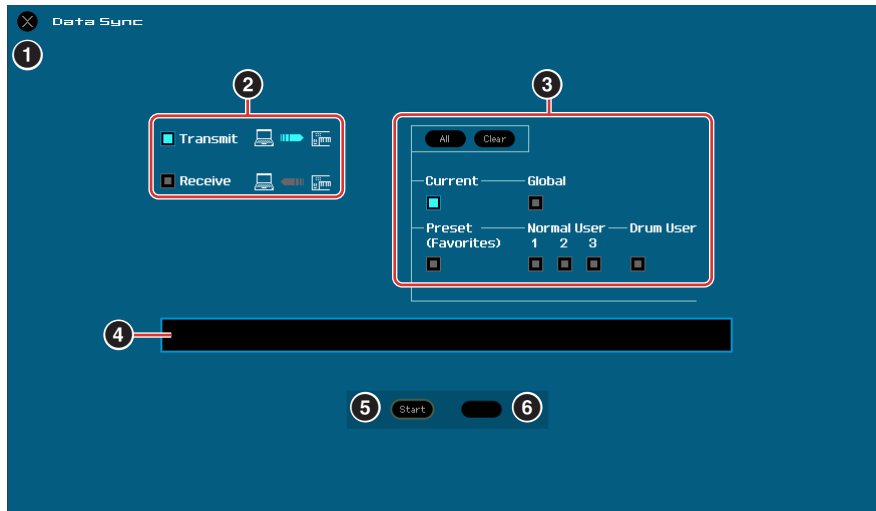 Data Sync
1
2
3
Transmit
Receive
All Clear
Current Global
Preset Normal User Drum User
(Favorites) 1 2 3
4
5 Start 6